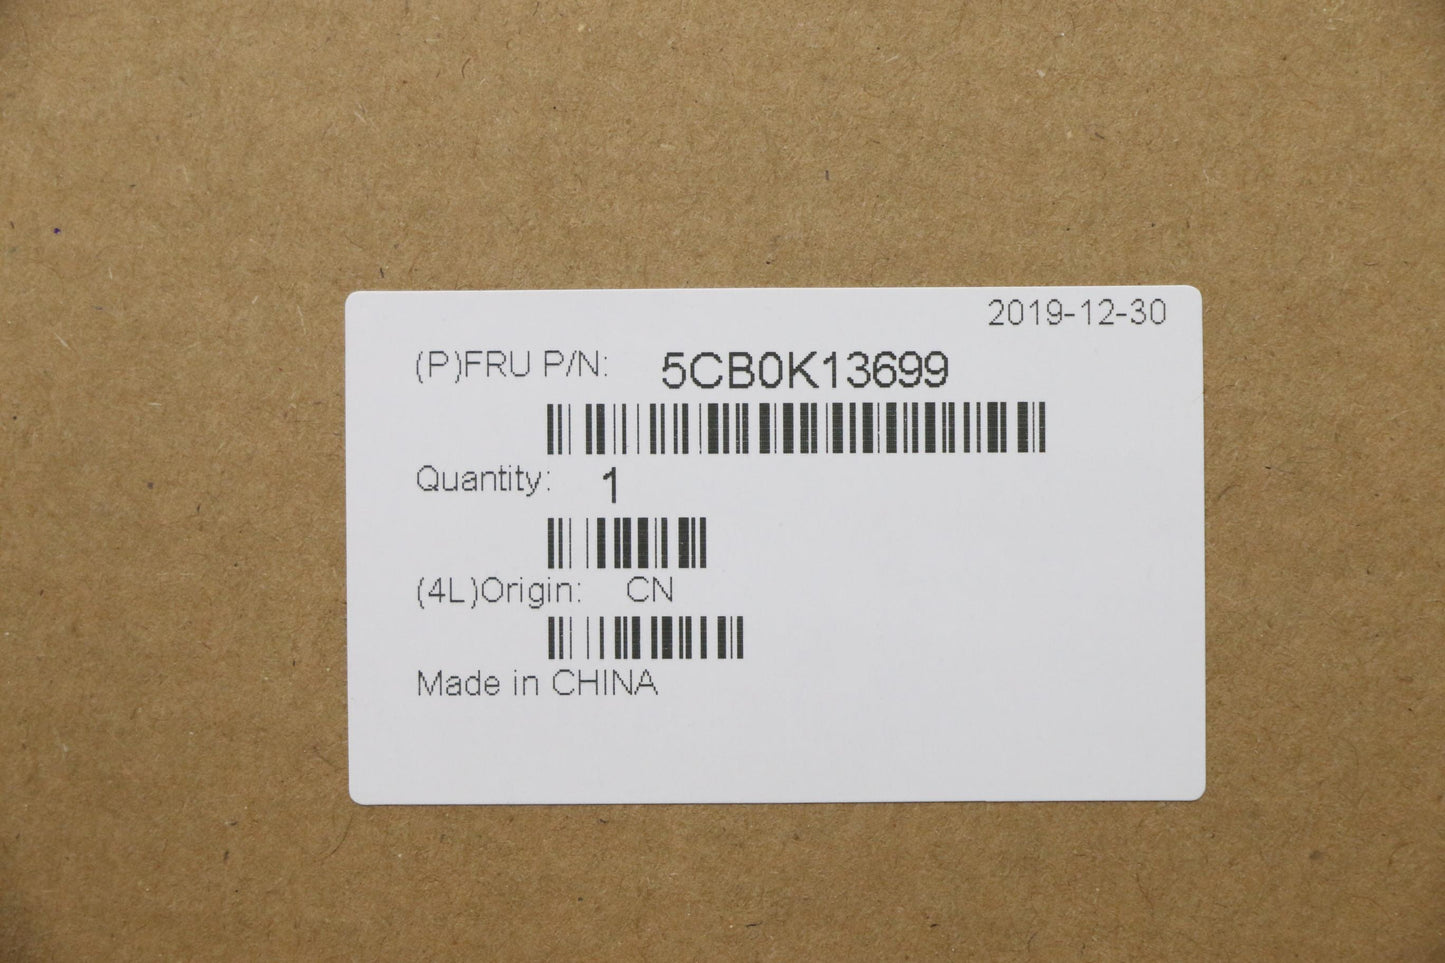 2019-12-30
(P)FRU P/N: 5CB0K13699
Quantity: 1
(4L)Origin: CN
Made in CHINA